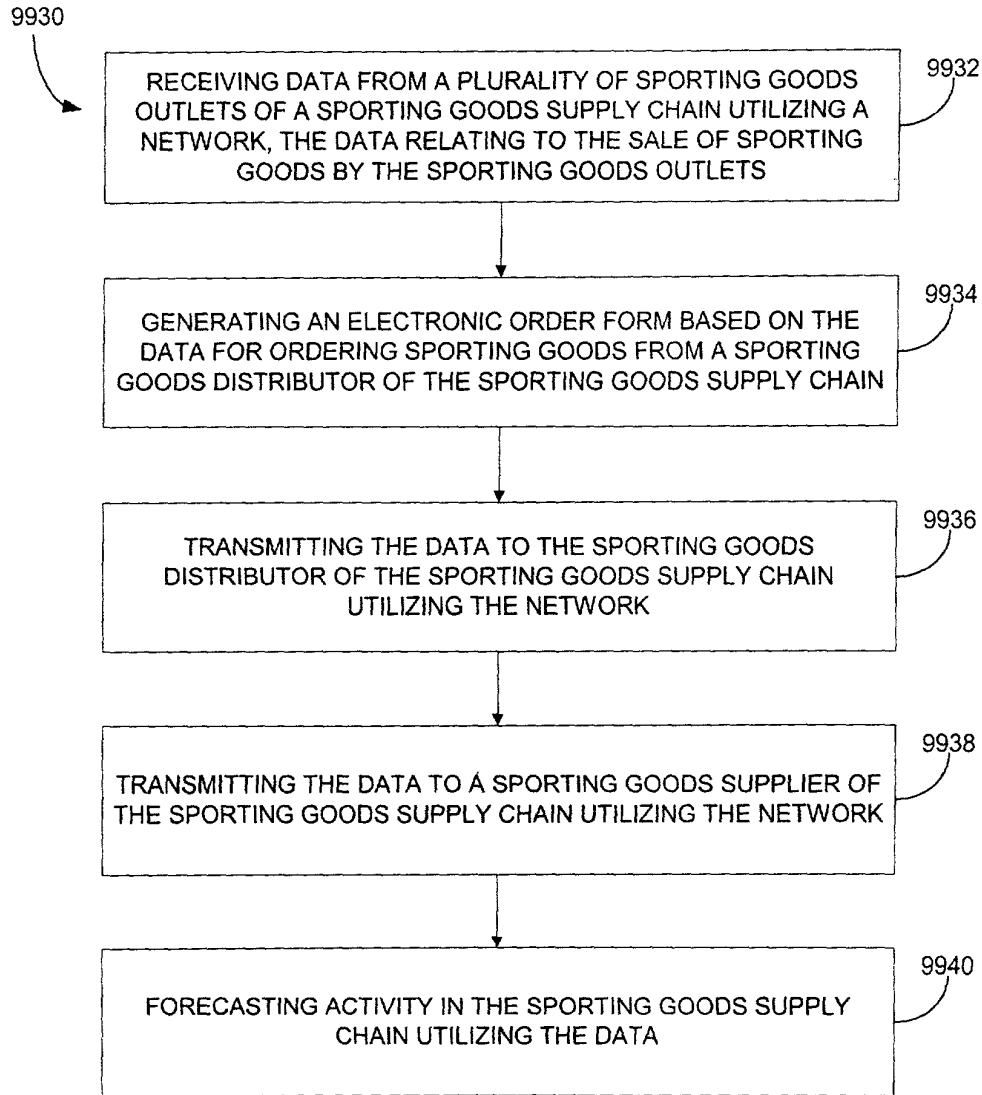 9930
RECEIVING DATA FROM A PLURALITY OF SPORTING GOODS
OUTLETS OF A SPORTING GOODS SUPPLY CHAIN UTILIZING A
NETWORK, THE DATA RELATING TO THE SALE OF SPORTING
GOODS BY THE SPORTING GOODS OUTLETS
9932
GENERATING AN ELECTRONIC ORDER FORM BASED ON THE
DATA FOR ORDERING SPORTING GOODS FROM A SPORTING
GOODS DISTRIBUTOR OF THE SPORTING GOODS SUPPLY CHAIN
9934
TRANSMITTING THE DATA TO THE SPORTING GOODS
DISTRIBUTOR OF THE SPORTING GOODS SUPPLY CHAIN
UTILIZING THE NETWORK
9936
TRANSMITTING THE DATA TO A SPORTING GOODS SUPPLIER OF
THE SPORTING GOODS SUPPLY CHAIN UTILIZING THE NETWORK
9938
FORECASTING ACTIVITY IN THE SPORTING GOODS SUPPLY
CHAIN UTILIZING THE DATA
9940